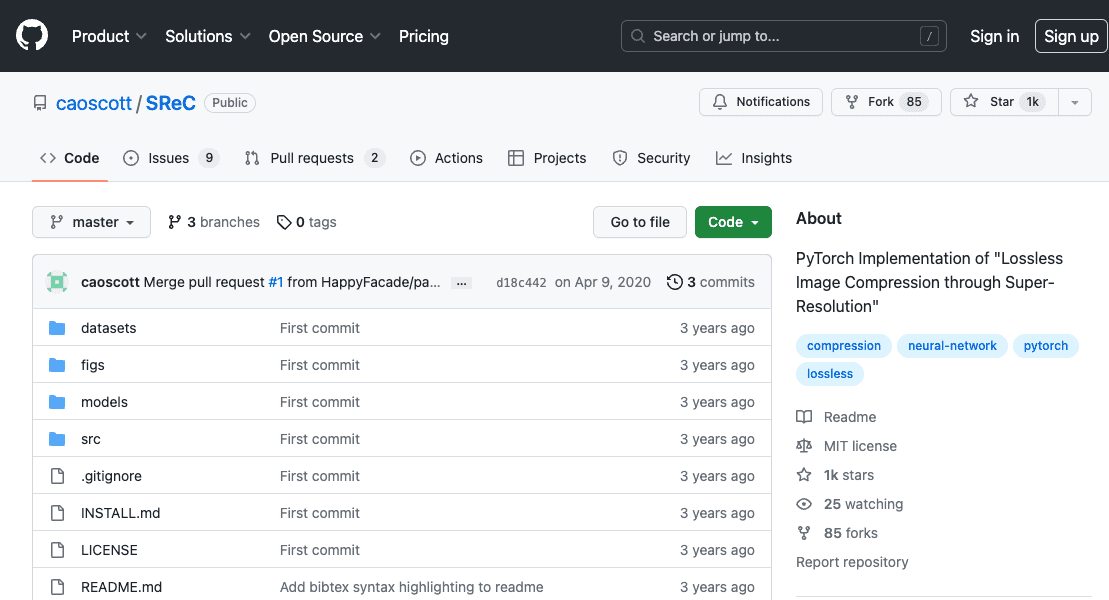 Product Solutions Open Source Pricing Search or jump to... / Sign in Sign up
caoscott / SReC Public Notifications Fork 85 Star 1k
Code Issues 9 Pull requests 2 Actions Projects Security Insights
master 3 branches 0 tags Go to file Code
caoscott Merge pull request #1 from HappyFacade/pa... ... d18c442 on Apr 9, 2020 3 commits
datasets First commit 3 years ago
figs First commit 3 years ago
models First commit 3 years ago
src First commit 3 years ago
.gitignore First commit 3 years ago
INSTALL.md First commit 3 years ago
LICENSE First commit 3 years ago
README.md Add bibtex syntax highlighting to readme 3 years ago
About
PyTorch Implementation of "Lossless
Image Compression through Super-
Resolution"
compression neural-network pytorch
lossless
Readme
MIT license
1k stars
25 watching
85 forks
Report repository